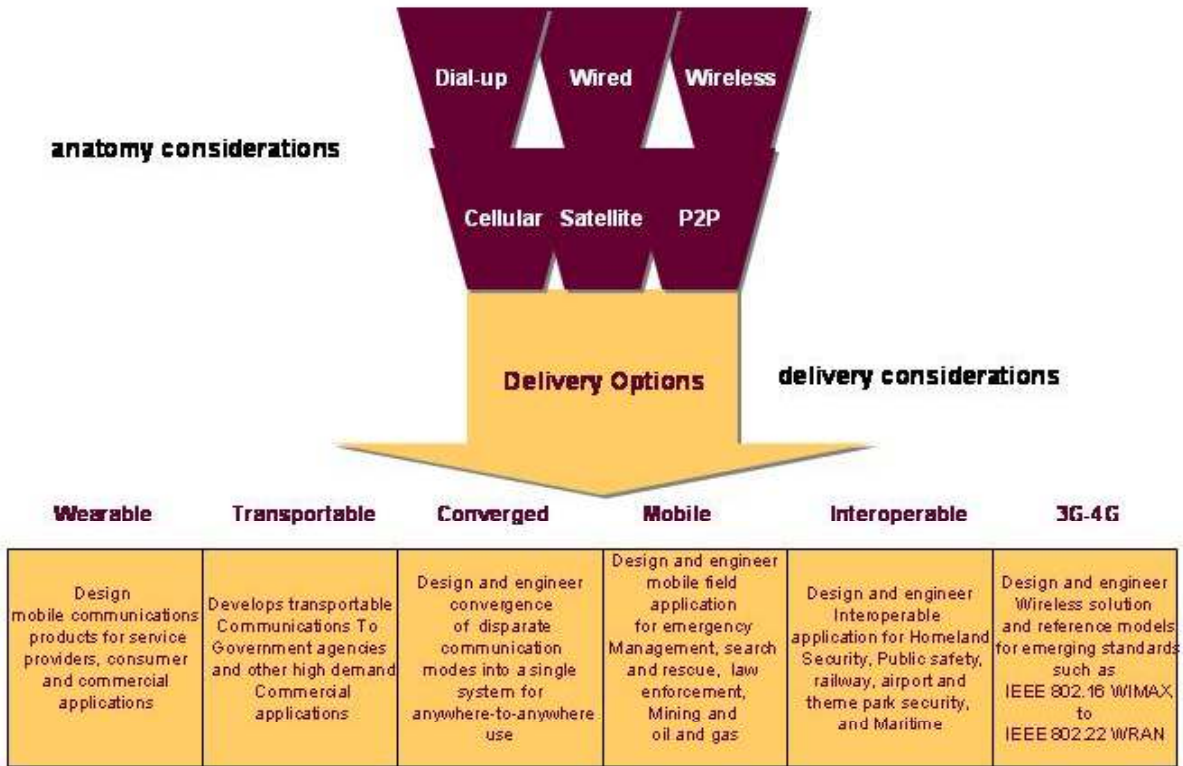 Dial-up Wired Wireless
anatomy considerations
Cellular Satellite P2P
Delivery Options
delivery considerations
Wearable Transportable Converged Mobile Interoperable 3G-4G
Design
mobile communications
products for service
providers, consumer
and commercial
applications
Develops transportable
Communications To
Government agencies
and other high demand
Commercial
applications
Design and engineer
convergence
of disparate
communication
modes into a single
system for
anywhere-to-anywhere
use
Design and engineer
mobile field
application
for emergency
Management, search
and rescue, law
enforcement,
Mining and
oil and gas
Design and engineer
Interoperable
application for Homeland
Security, Public safety,
railway, airport and
theme park security,
and Maritime
Design and engineer
Wireless solution
and reference models
for emerging standards
such as
IEEE 802.16 WIMAX
to
IEEE 802.22 WRAN